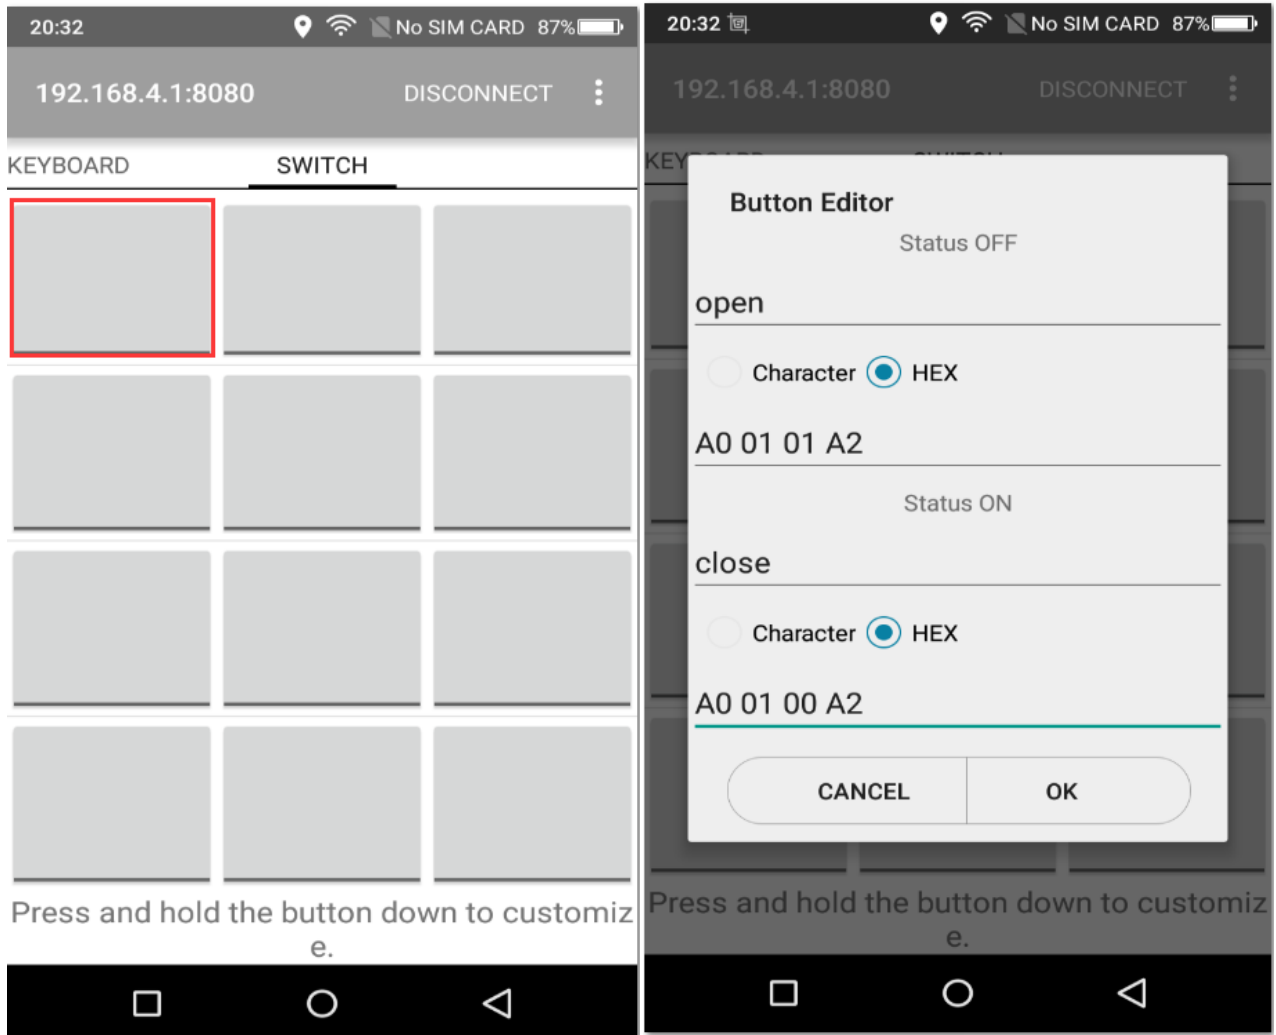 20:32 No SIM CARD 87%
192.168.4.1:8080 DISCONNECT
KEYBOARD SWITCH
Press and hold the button down to customiz
e.
20:32 No SIM CARD 87%
192.168.4.1:8080 DISCONNECT
KEYBOARD SWITCH
Button Editor
Status OFF
open
Character HEX
A0 01 01 A2
Status ON
close
Character HEX
A0 01 00 A2
CANCEL OK
Press and hold the button down to customiz
e.